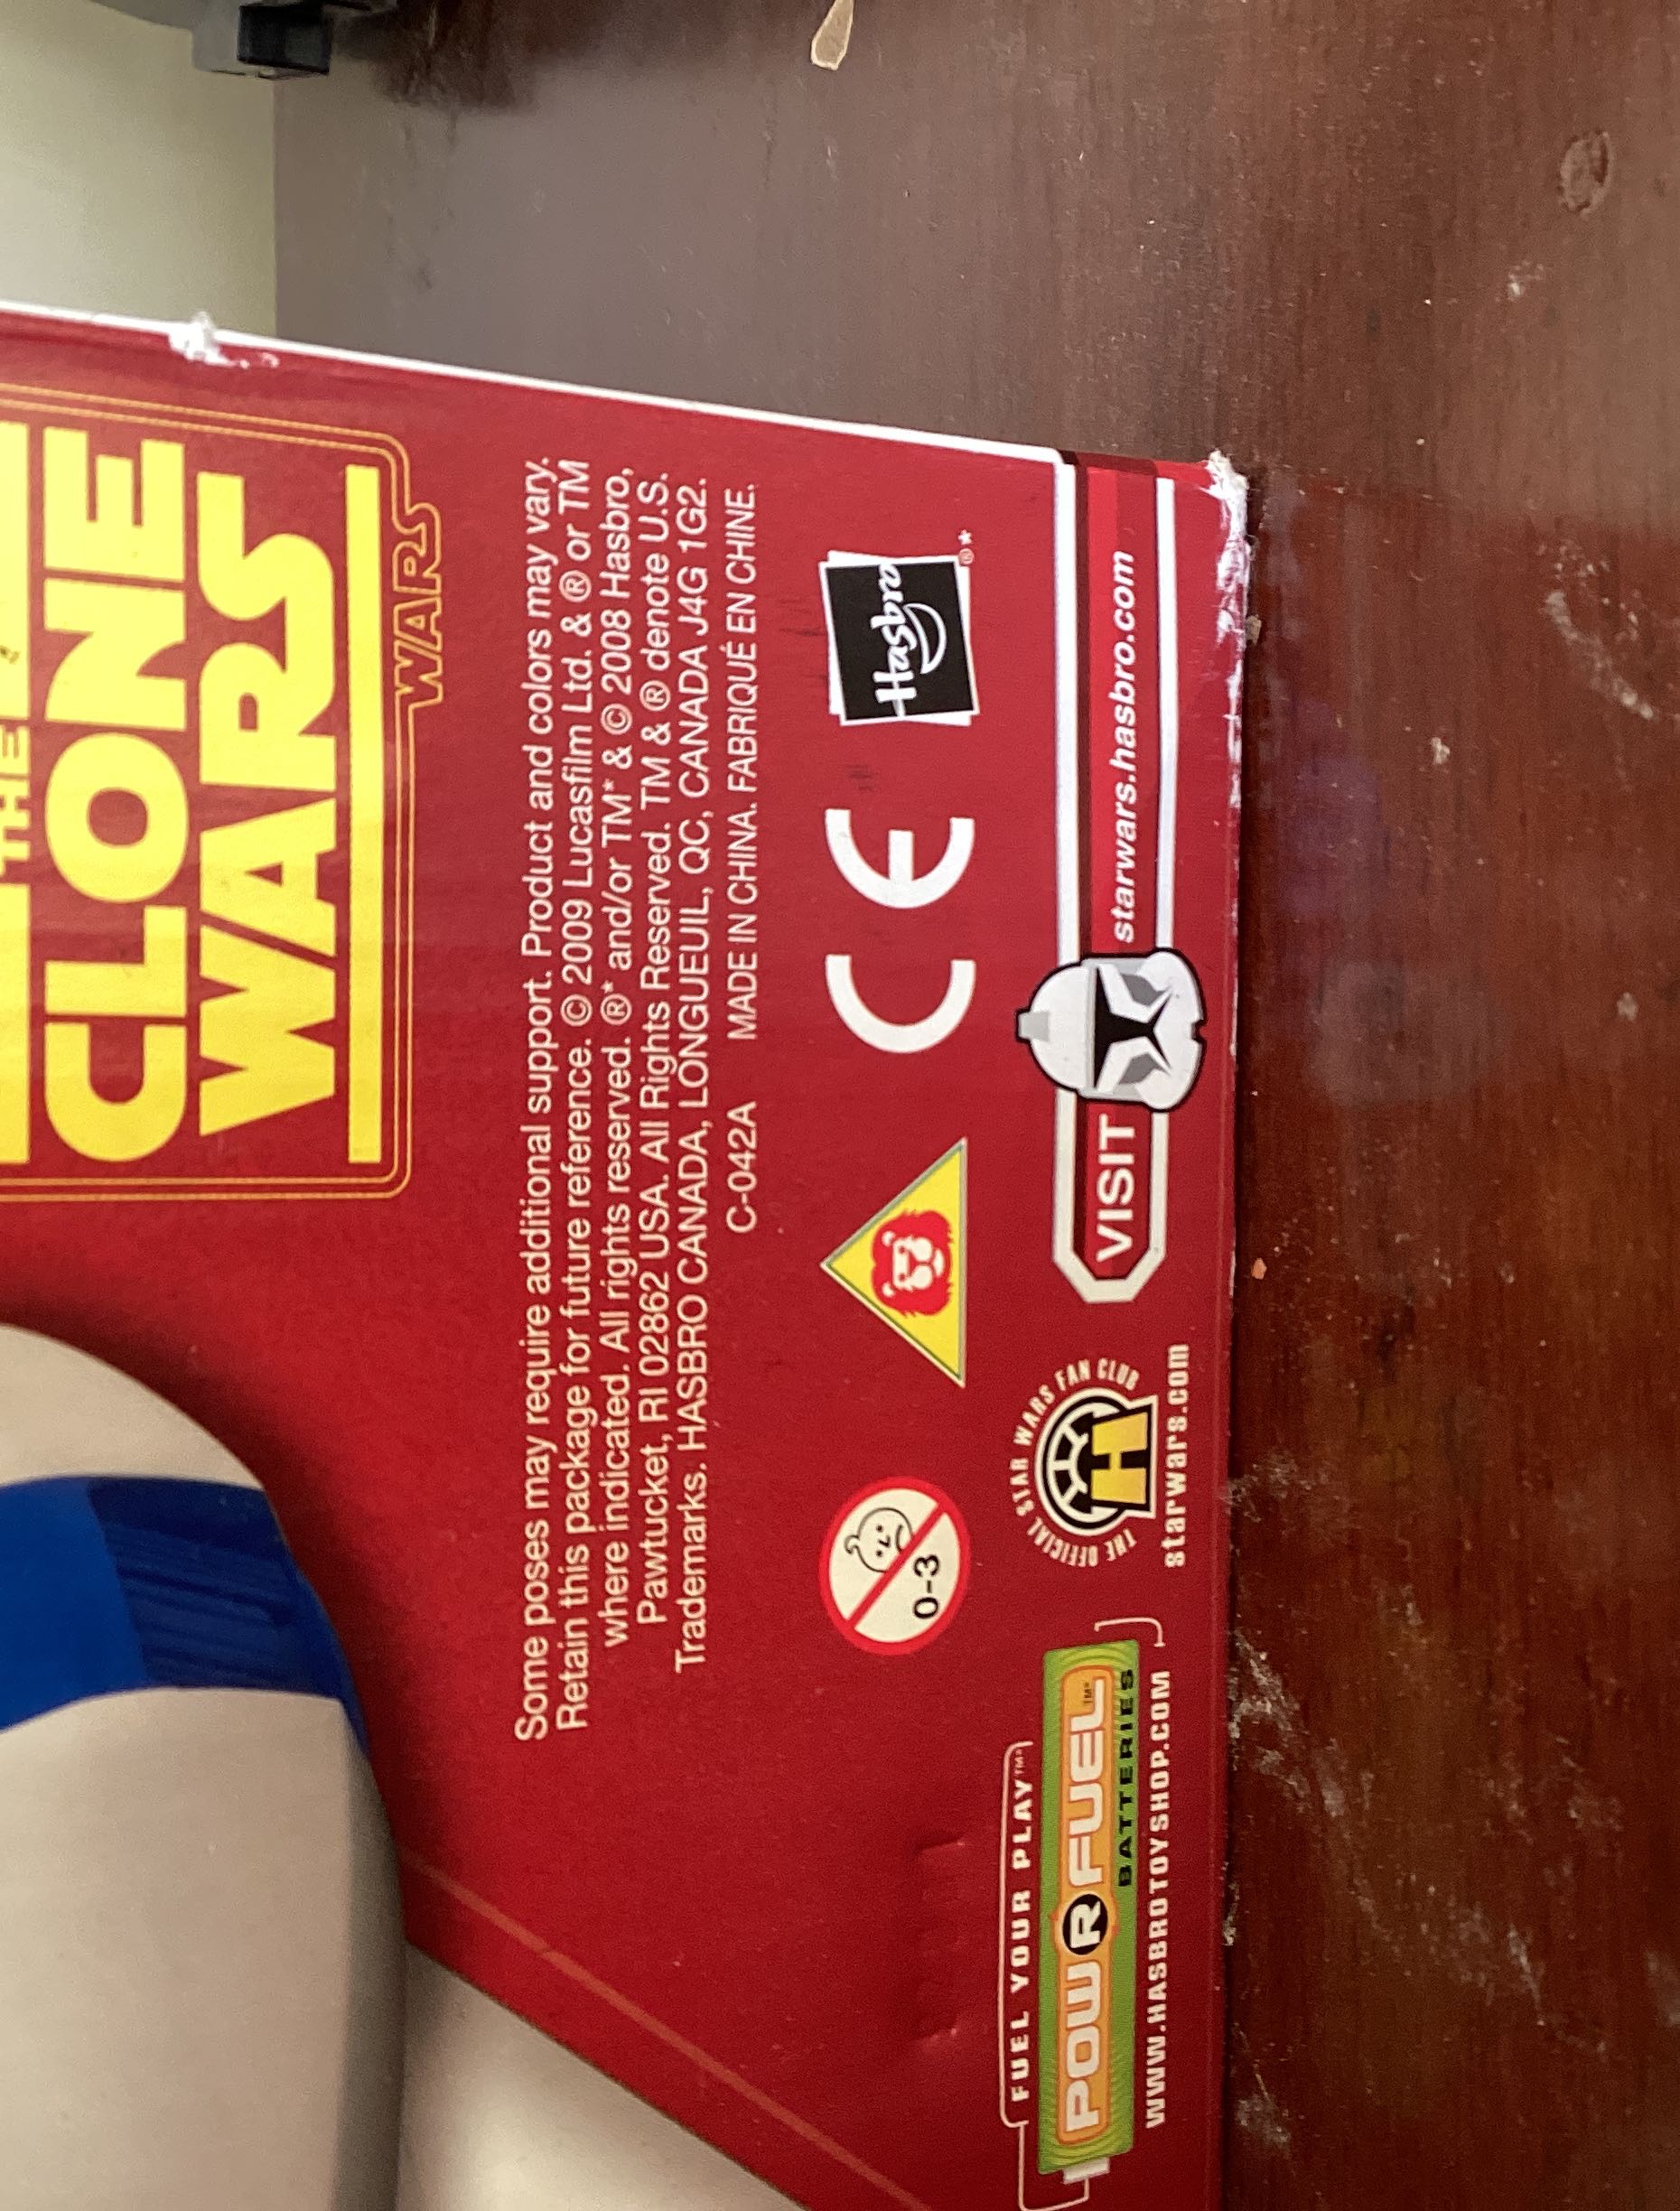 THE
CLONE
WARS
WARS
Some poses may require additional support. Product and colors may vary.
Retain this package for future reference. © 2009 Lucasfilm Ltd. & ® or TM
where indicated. All rights reserved. ®* and/or TM* & © 2008 Hasbro,
Pawtucket, RI 02862 USA. All Rights Reserved. TM & ® denote U.S.
Trademarks. HASBRO CANADA, LONGUEUIL, QC, CANADA J4G 1G2.
C-042A MADE IN CHINA. FABRIQUÉ EN CHINE.
0-3
CE
Hasbro ®*
FUEL YOUR PLAY™*
POWRFUEL™*
BATTERIES
WWW.HASBROTOYSHOP.COM
THE OFFICIAL STAR WARS FAN CLUB
H
starwars.com
VISIT starwars.hasbro.com